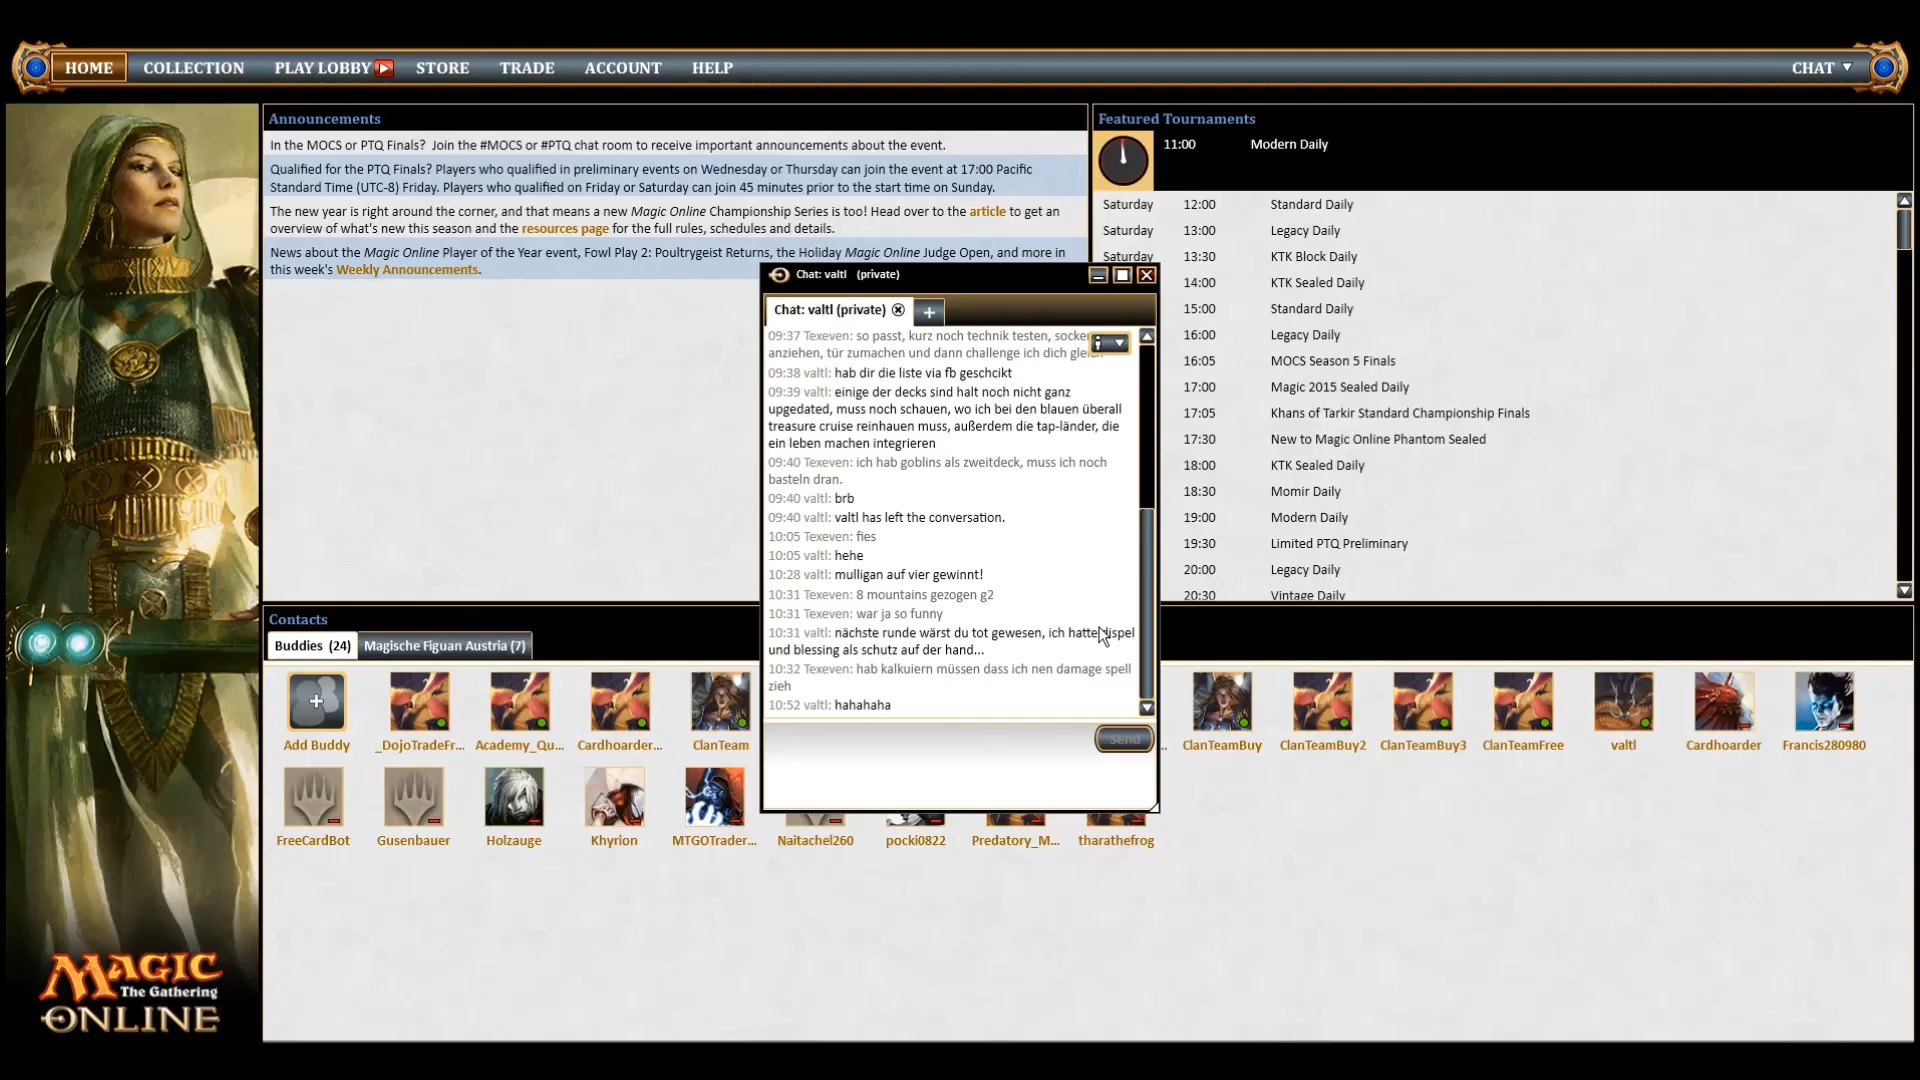 HOME COLLECTION PLAY LOBBY STORE TRADE ACCOUNT HELP CHAT
Announcements
In the MOCS or PTQ Finals? Join the #MOCS or #PTQ chat room to receive important announcements about the event.
Qualified for the PTQ Finals? Players who qualified in preliminary events on Wednesday or Thursday can join the event at 17:00 Pacific
Standard Time (UTC-8) Friday. Players who qualified on Friday or Saturday can join 45 minutes prior to the start time on Sunday.
The new year is right around the corner, and that means a new Magic Online Championship Series is too! Head over to the article to get an
overview of what's new this season and the resources page for the full rules, schedules and details.
News about the Magic Online Player of the Year event, Fowl Play 2: Poultrygeist Returns, the Holiday Magic Online Judge Open, and more in
this week's Weekly Announcements.
Featured Tournaments
11:00 Modern Daily
Saturday 12:00 Standard Daily
Saturday 13:00 Legacy Daily
Saturday 13:30 KTK Block Daily
14:00 KTK Sealed Daily
15:00 Standard Daily
16:00 Legacy Daily
16:05 MOCS Season 5 Finals
17:00 Magic 2015 Sealed Daily
17:05 Khans of Tarkir Standard Championship Finals
17:30 New to Magic Online Phantom Sealed
18:00 KTK Sealed Daily
18:30 Momir Daily
19:00 Modern Daily
19:30 Limited PTQ Preliminary
20:00 Legacy Daily
20:30 Vintage Daily
Chat: valtl (private)
Chat: valtl (private)
+
09:37 Texeven: so passt, kurz noch technik testen, socken
anziehen, tür zumachen und dann challenge ich dich
09:38 valtl: hab dir die liste via fb geschcikt
09:39 valtl: einige der decks sind halt noch nicht ganz
upgedated, muss noch schauen, wo ich bei den blauen überall
treasure cruise reinhauen muss, außerdem die tap-länder, die
ein leben machen integrieren
09:40 Texeven: ich hab goblins als zweitdeck, muss ich noch
basteln dran.
09:40 valtl: brb
09:40 valtl: valtl has left the conversation.
10:05 Texeven: fies
10:05 valtl: hehe
10:28 valtl: mulligan auf vier gewinnt!
10:31 Texeven: 8 mountains gezogen g2
10:31 Texeven: war ja so funny
10:31 valtl: nächste runde wärst du tot gewesen, ich hatte
und blessing als schutz auf der hand...
10:32 Texeven: hab kalkuiern müssen dass ich nen damage spell
zieh
10:52 valtl: hahahaha
Send
Contacts
Buddies (24) Magische Figuan Austria (7)
Add Buddy _DojoTradeFr... Academy_Qu... Cardhoarder... ClanTeam ClanTeamBuy ClanTeamBuy2 ClanTeamBuy3 ClanTeamFree valtl Cardhoarder Francis280980
FreeCardBot Gusenbauer Holzauge Khyrion MTGOTrader... Naitachel260 pocki0822 Predatory_M... tharathefrog
MAGIC
The Gathering
ONLINE